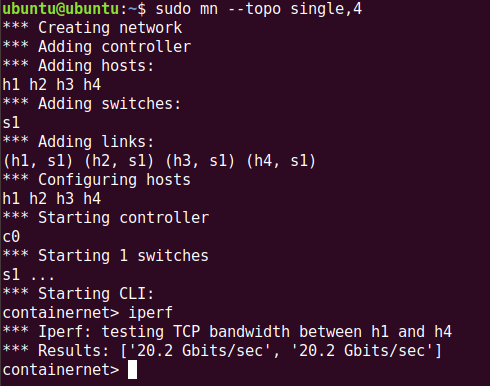 ubuntu@ubuntu:~$ sudo mn --topo single,4
*** Creating network
*** Adding controller
*** Adding hosts:
h1 h2 h3 h4
*** Adding switches:
s1
*** Adding links:
(h1, s1) (h2, s1) (h3, s1) (h4, s1)
*** Configuring hosts
h1 h2 h3 h4
*** Starting controller
c0
*** Starting 1 switches
s1 ...
*** Starting CLI:
containernet> iperf
*** Iperf: testing TCP bandwidth between h1 and h4
*** Results: ['20.2 Gbits/sec', '20.2 Gbits/sec']
containernet>